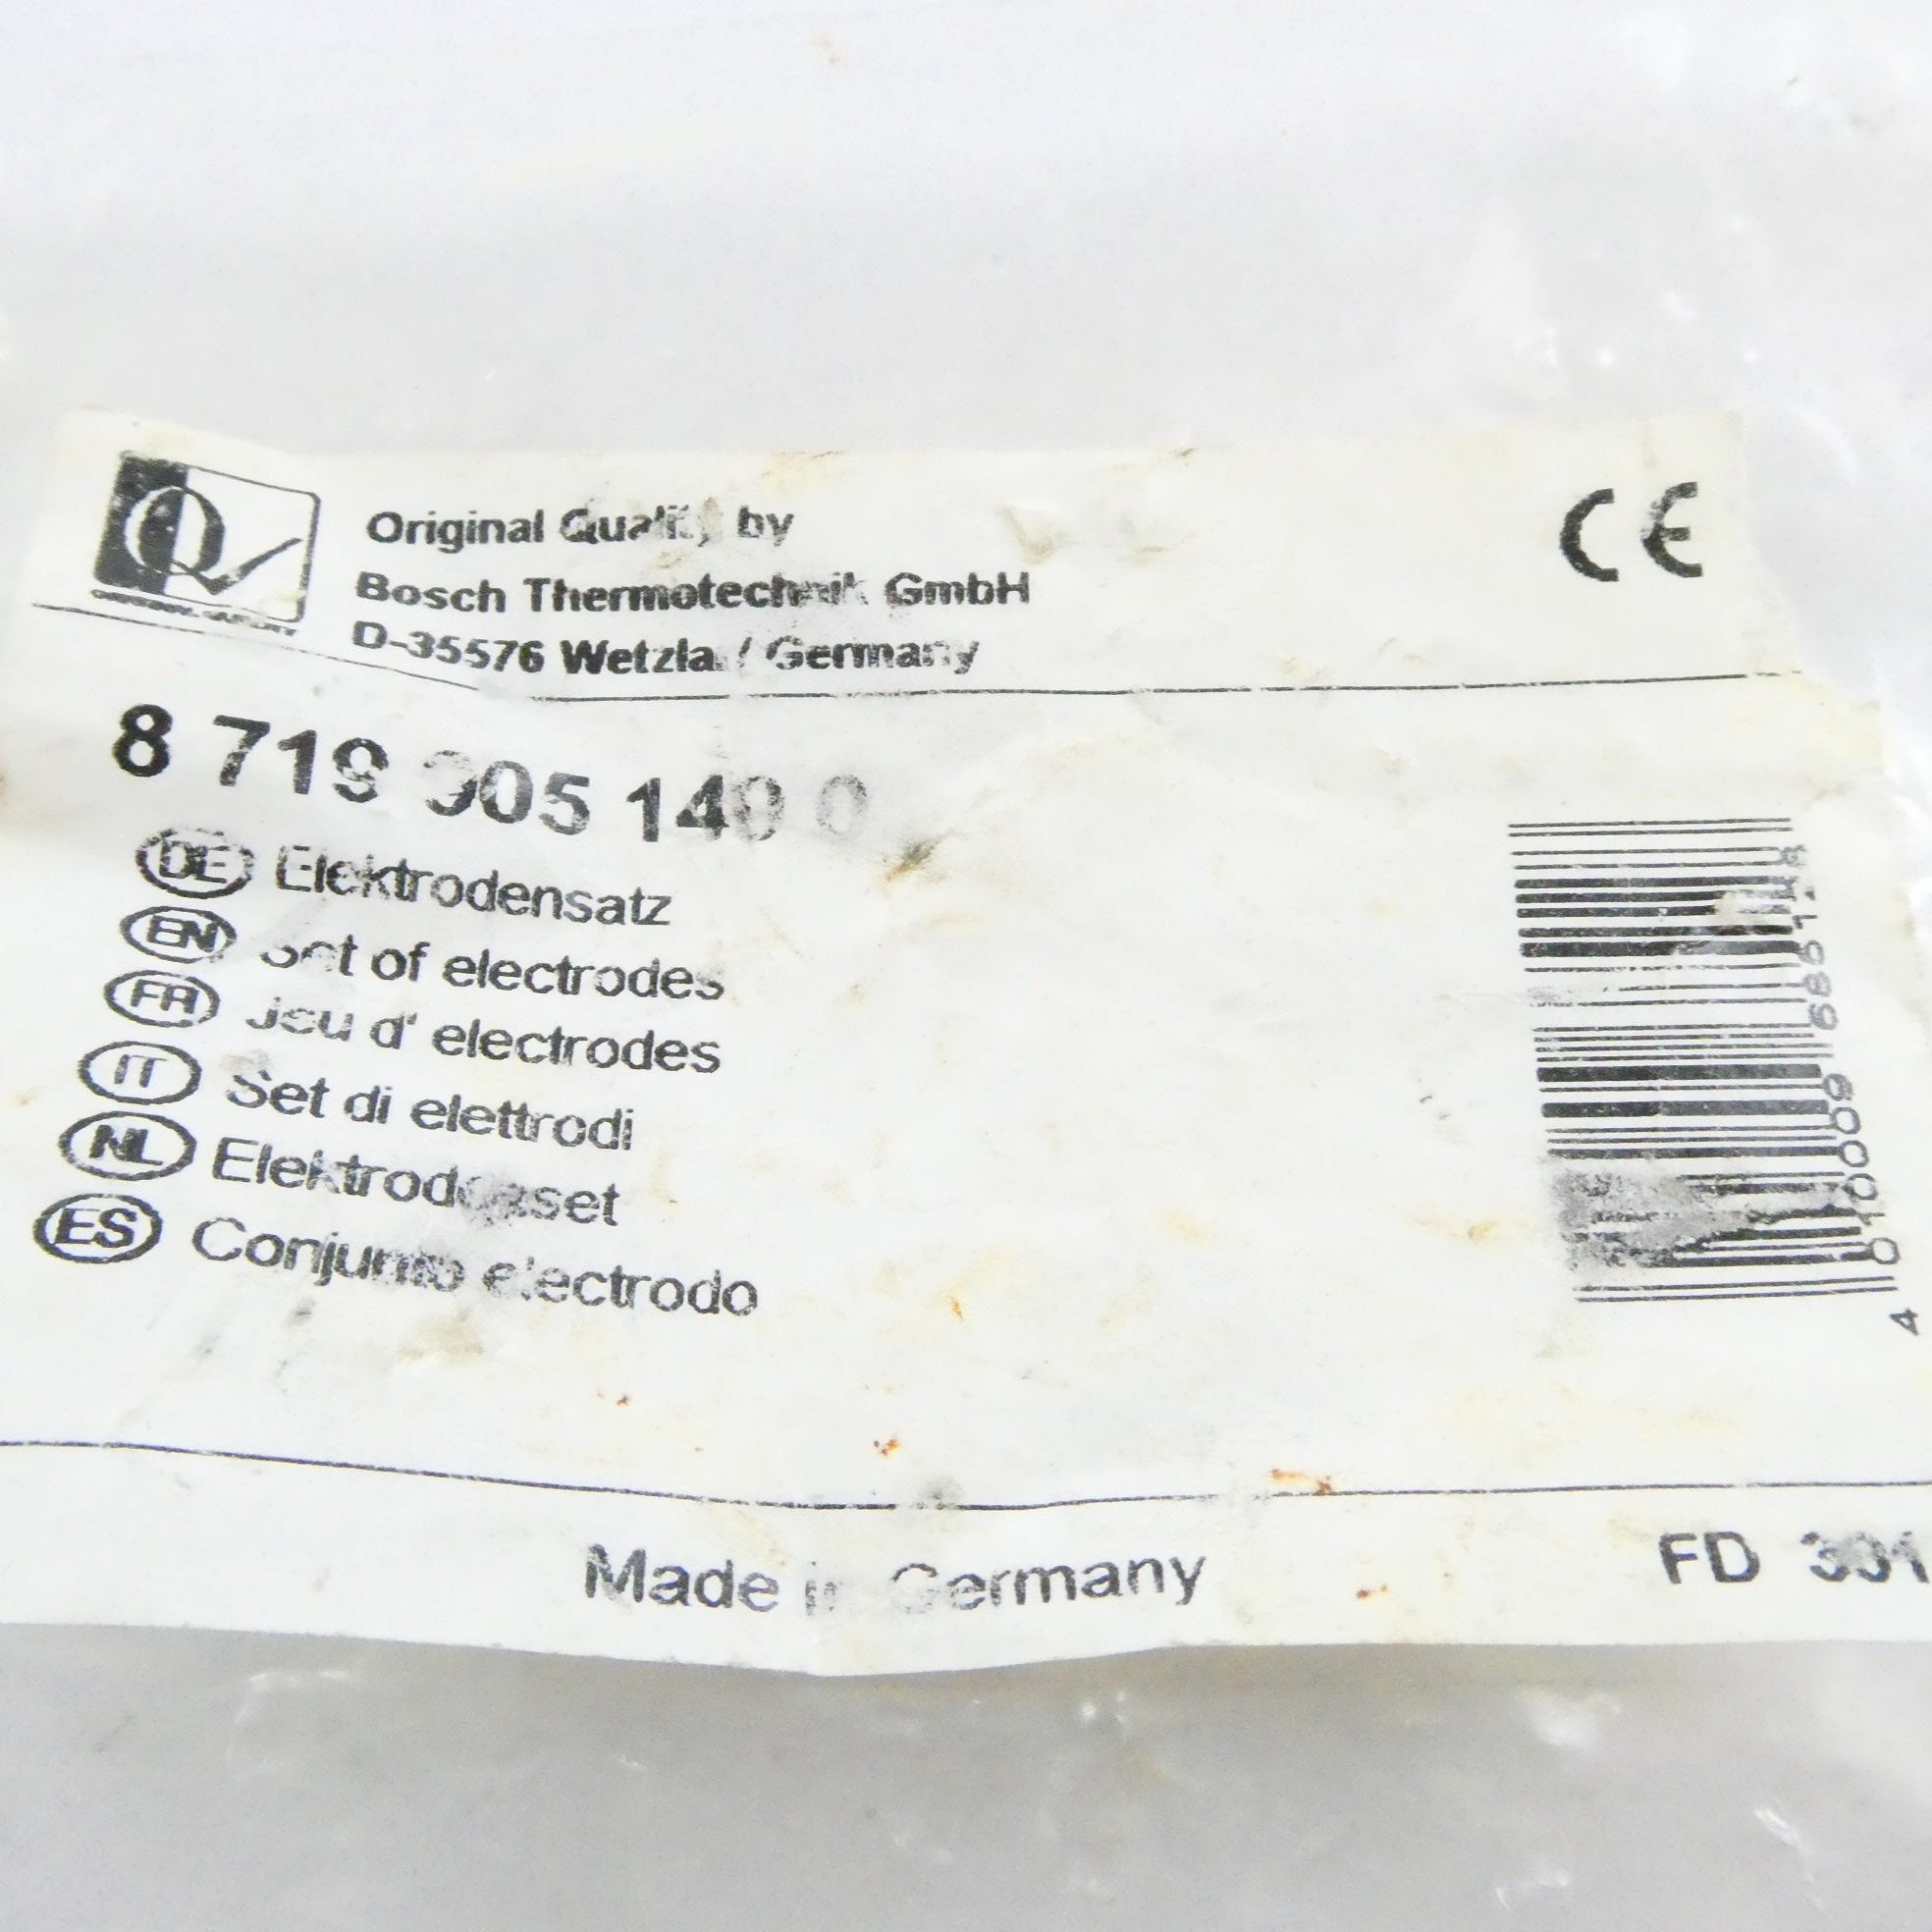 Original Quality by
Bosch Thermotechnik GmbH
D-35576 Wetzlar / Germany
CE
8 719 905 140 0
DE Elektrodensatz
EN Set of electrodes
FR Jeu d' electrodes
IT Set di elettrodi
NL Elektrodenset
ES Conjunto electrodo
Made in Germany
FD